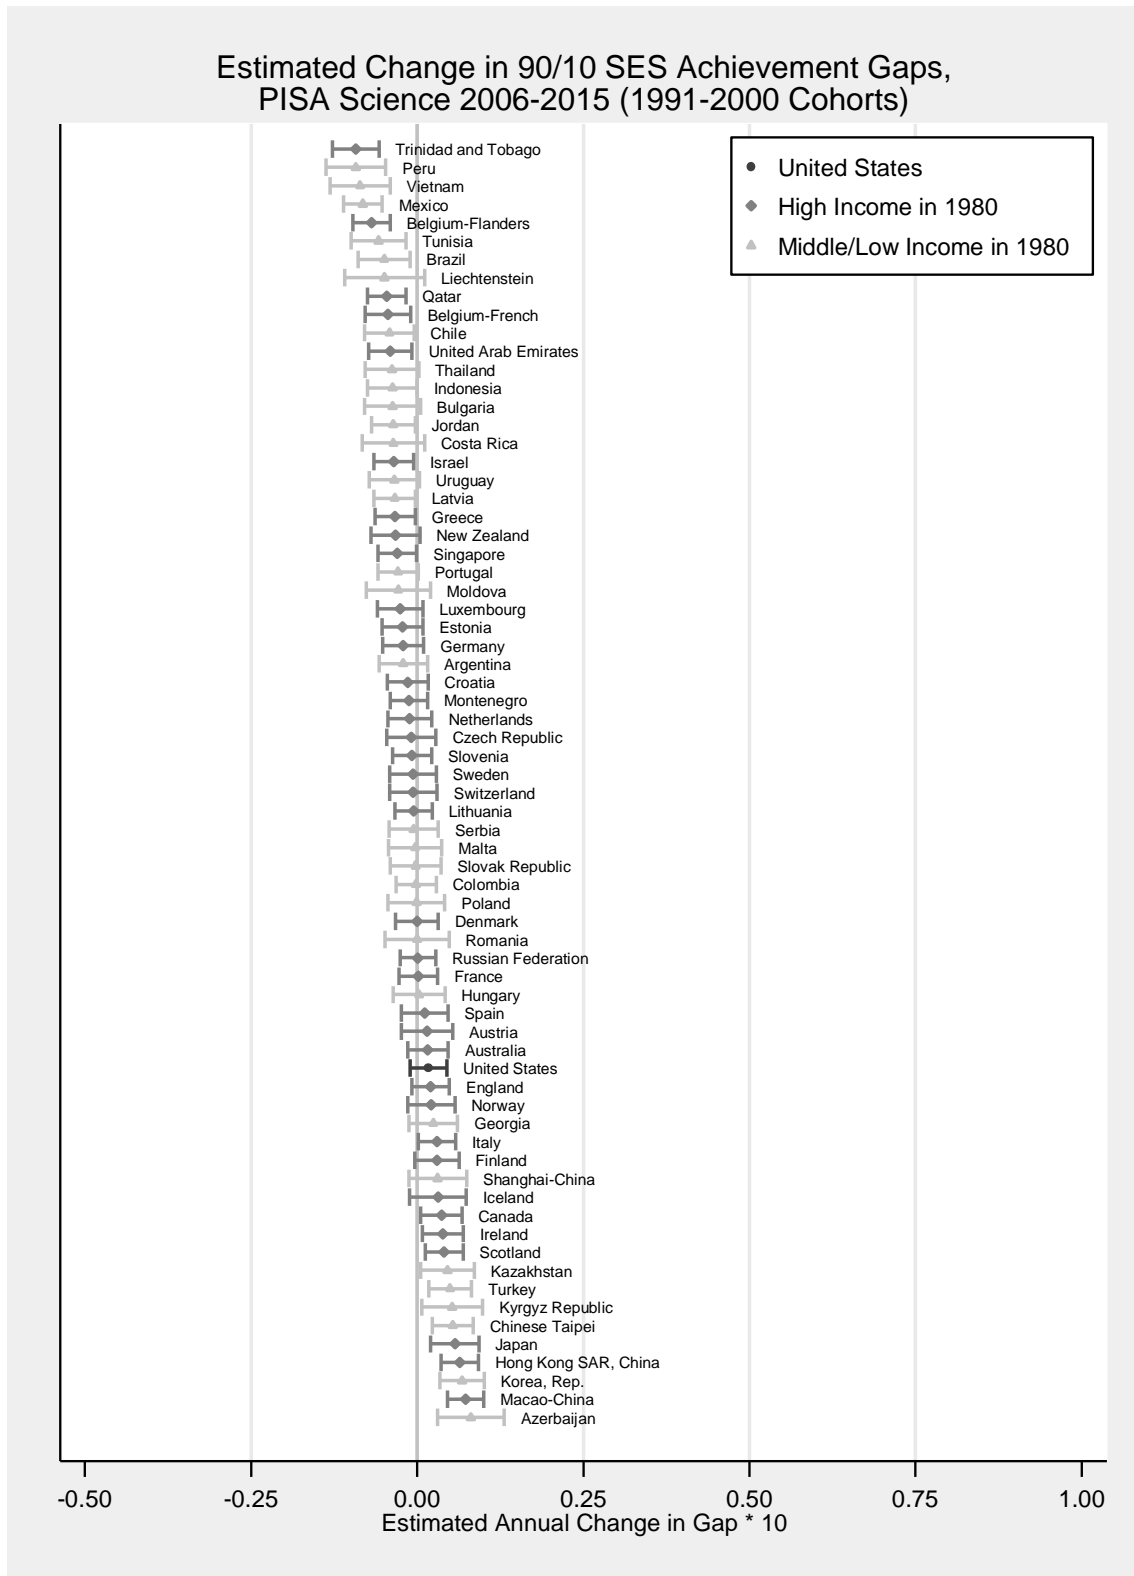 Estimated Change in 90/10 SES Achievement Gaps,
PISA Science 2006-2015 (1991-2000 Cohorts)
United States
High Income in 1980
Middle/Low Income in 1980
Trinidad and Tobago
Peru
Vietnam
Mexico
Belgium-Flanders
Tunisia
Brazil
Liechtenstein
Qatar
Belgium-French
Chile
United Arab Emirates
Thailand
Indonesia
Bulgaria
Jordan
Costa Rica
Israel
Uruguay
Latvia
Greece
New Zealand
Singapore
Portugal
Moldova
Luxembourg
Estonia
Germany
Argentina
Croatia
Montenegro
Netherlands
Czech Republic
Slovenia
Sweden
Switzerland
Lithuania
Serbia
Malta
Slovak Republic
Colombia
Poland
Denmark
Romania
Russian Federation
France
Hungary
Spain
Austria
Australia
United States
England
Norway
Georgia
Italy
Finland
Shanghai-China
Iceland
Canada
Ireland
Scotland
Kazakhstan
Turkey
Kyrgyz Republic
Chinese Taipei
Japan
Hong Kong SAR, China
Korea, Rep.
Macao-China
Azerbaijan
-0.50 -0.25 0.00 0.25 0.50 0.75 1.00
Estimated Annual Change in Gap * 10